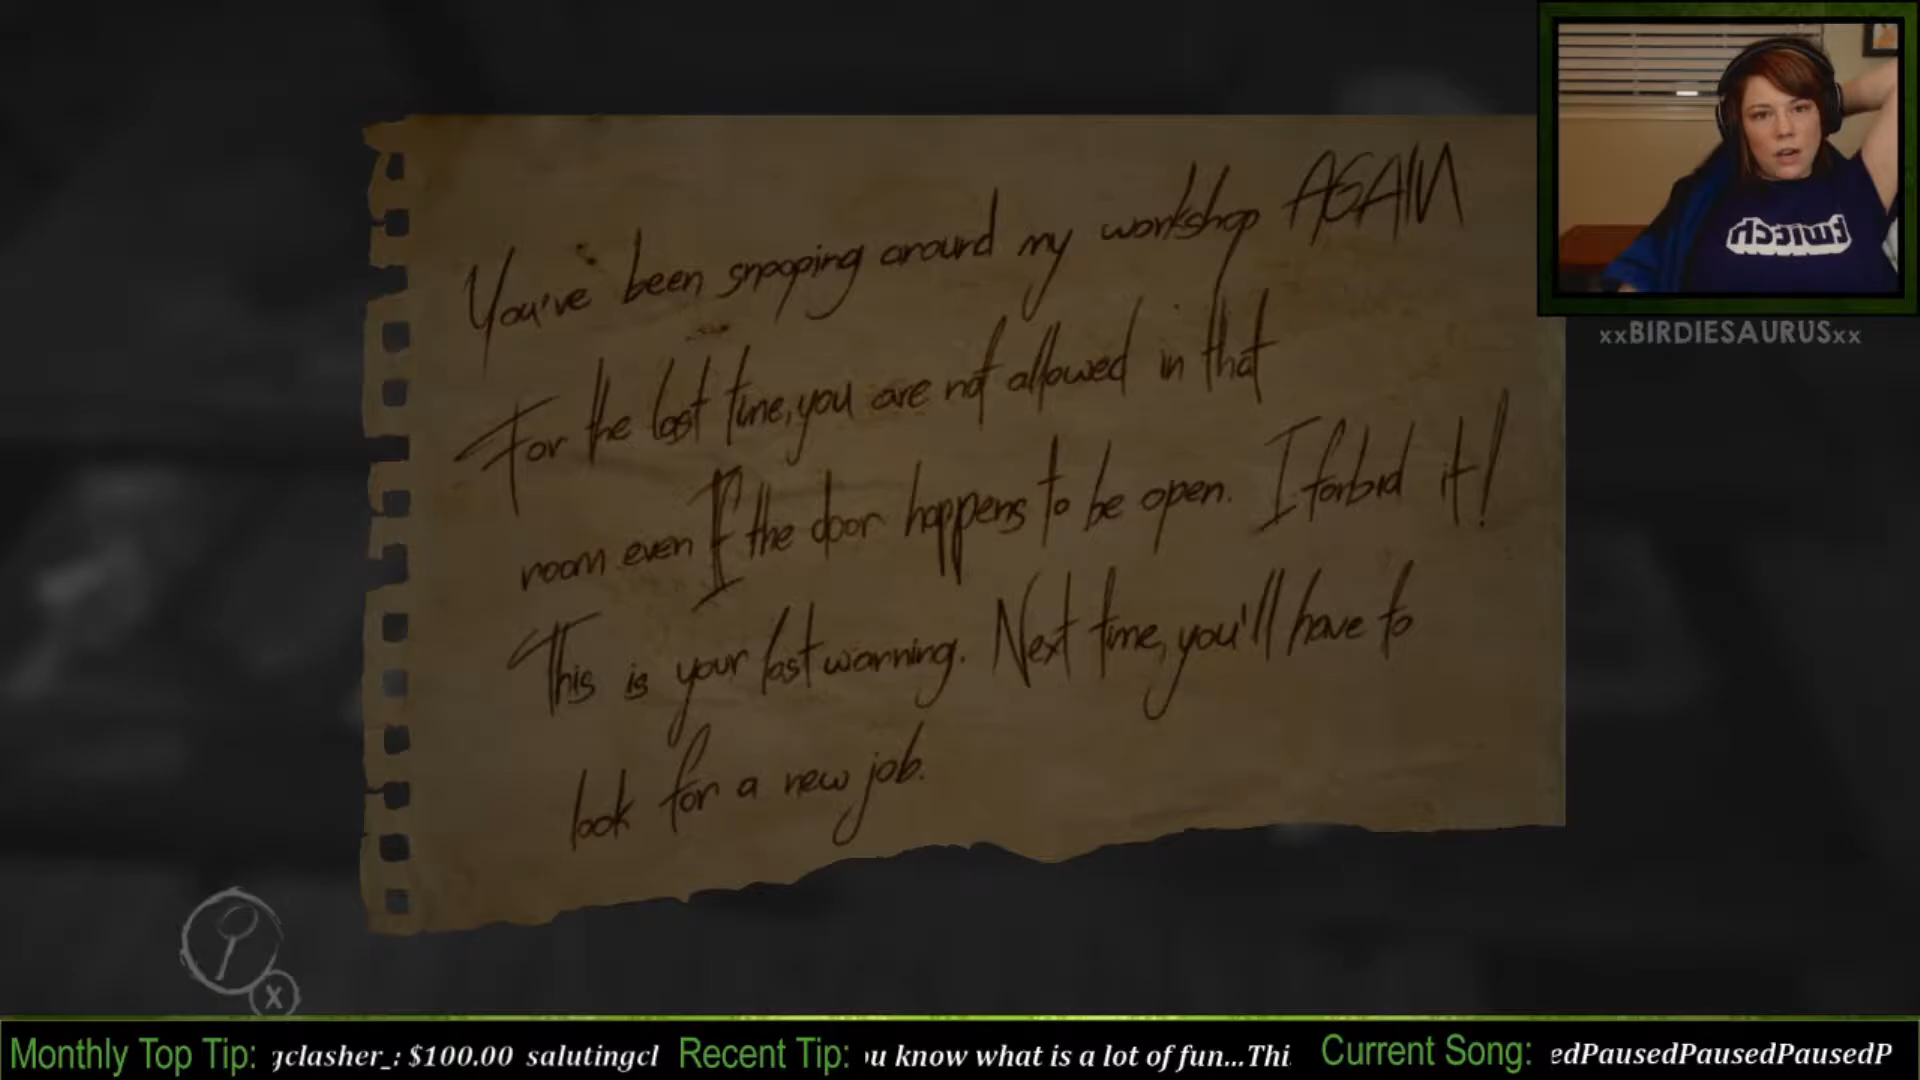 You've been snooping around my workshop AGAIN
For the last time, you are not allowed in that
room even If the door happens to be open. I forbid it!
This is your last warning. Next time, you'll have to
look for a new job.
twitch
xxBIRDIESAURUSxx
X
Monthly Top Tip: gclasher_: $100.00 salutingcl Recent Tip: u know what is a lot of fun...Thi Current Song: edPausedPausedPausedP